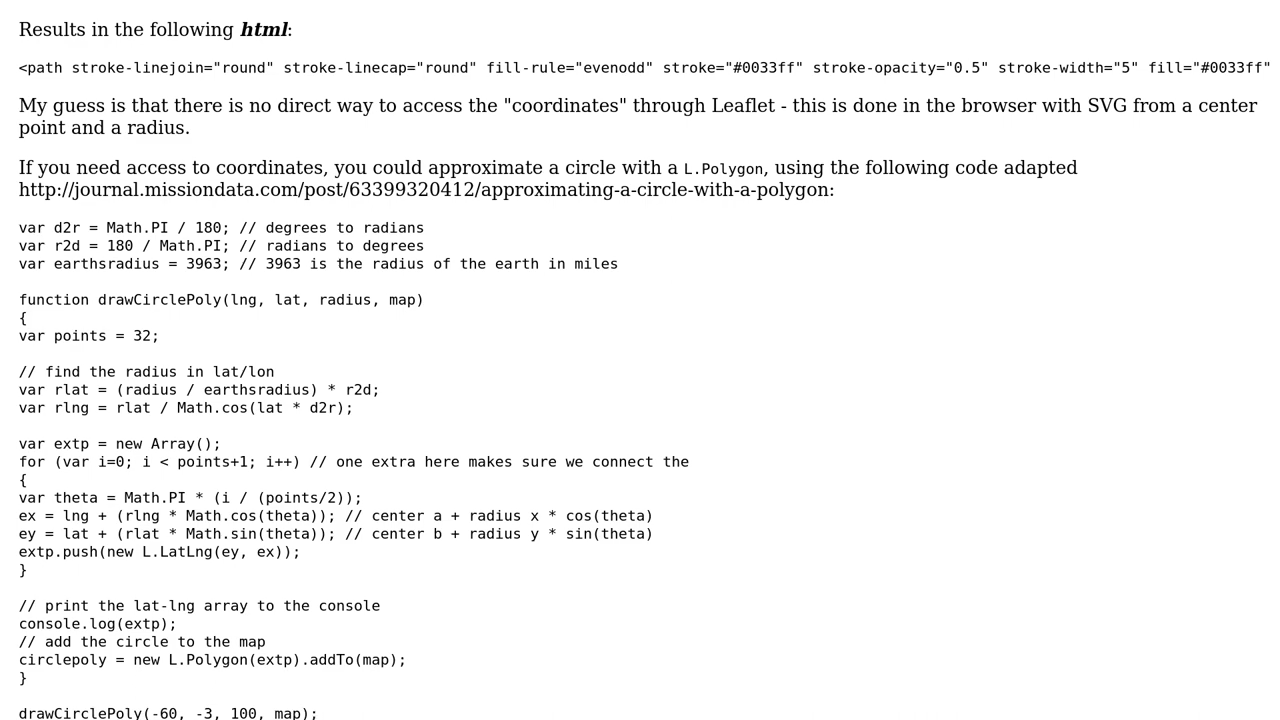 Results in the following html:
<path stroke-linejoin="round" stroke-linecap="round" fill-rule="evenodd" stroke="#0033ff" stroke-opacity="0.5" stroke-width="5" fill="#0033ff"
My guess is that there is no direct way to access the "coordinates" through Leaflet - this is done in the browser with SVG from a center
point and a radius.
If you need access to coordinates, you could approximate a circle with a L.Polygon, using the following code adapted
http://journal.missiondata.com/post/63399320412/approximating-a-circle-with-a-polygon:
var d2r = Math.PI / 180; // degrees to radians
var r2d = 180 / Math.PI; // radians to degrees
var earthsradius = 3963; // 3963 is the radius of the earth in miles
function drawCirclePoly(lng, lat, radius, map)
{
var points = 32;
// find the radius in lat/lon
var rlat = (radius / earthsradius) * r2d;
var rlng = rlat / Math.cos(lat * d2r);
var extp = new Array();
for (var i=0; i < points+1; i++) // one extra here makes sure we connect the
{
var theta = Math.PI * (i / (points/2));
ex = lng + (rlng * Math.cos(theta)); // center a + radius x * cos(theta)
ey = lat + (rlat * Math.sin(theta)); // center b + radius y * sin(theta)
extp.push(new L.LatLng(ey, ex));
}
// print the lat-lng array to the console
console.log(extp);
// add the circle to the map
circlepoly = new L.Polygon(extp).addTo(map);
}
drawCirclePoly(-60, -3, 100, map);